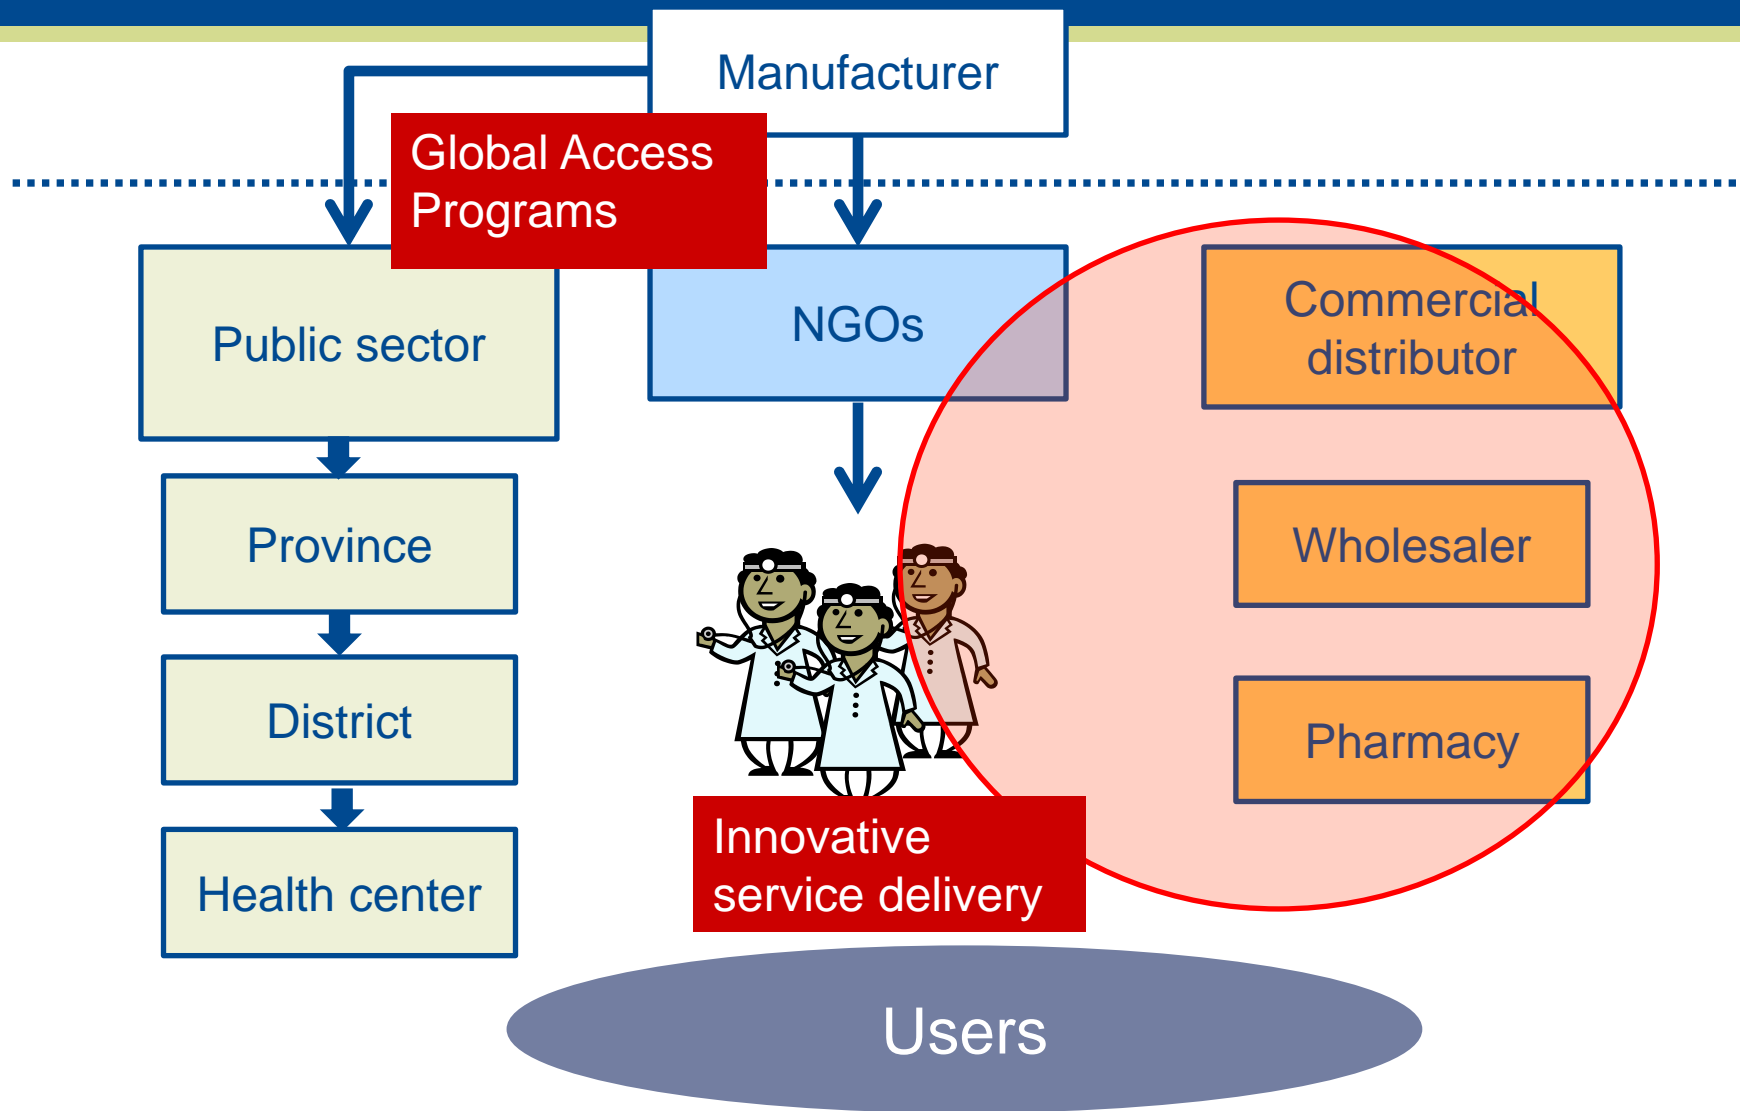 Manufacturer
Global Access
Programs
Public sector
NGOs
Commercial
distributor
Province
Wholesaler
District
Pharmacy
Health center
Innovative
service delivery
Users